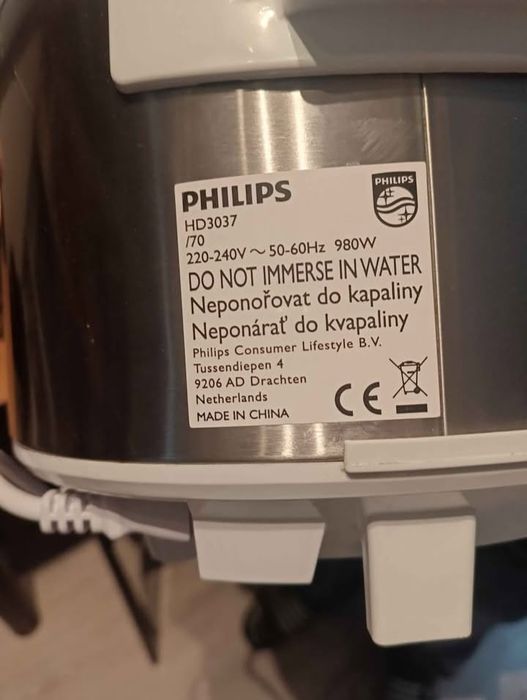 PHILIPS
PHILIPS
HD3037
/70
220-240V ~ 50-60Hz 980W
DO NOT IMMERSE IN WATER
Neponořovat do kapaliny
Neponárať do kvapaliny
Philips Consumer Lifestyle B.V.
Tussendiepen 4
9206 AD Drachten
Netherlands
MADE IN CHINA
CE